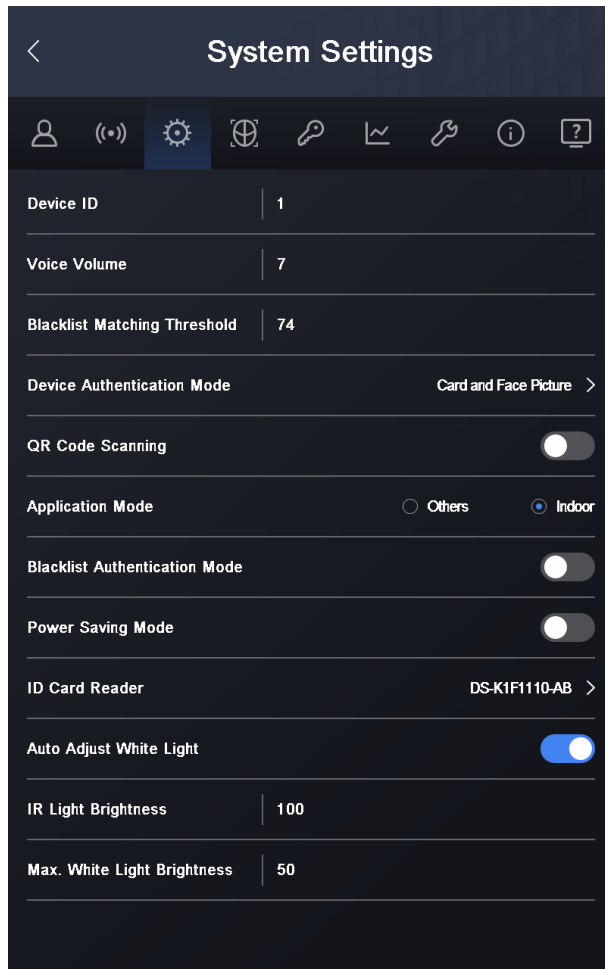 System Settings
Device ID 1
Voice Volume 7
Blacklist Matching Threshold 74
Device Authentication Mode Card and Face Picture
QR Code Scanning
Application Mode Others Indoor
Blacklist Authentication Mode
Power Saving Mode
ID Card Reader DS-K1F1110-AB
Auto Adjust White Light
IR Light Brightness 100
Max. White Light Brightness 50